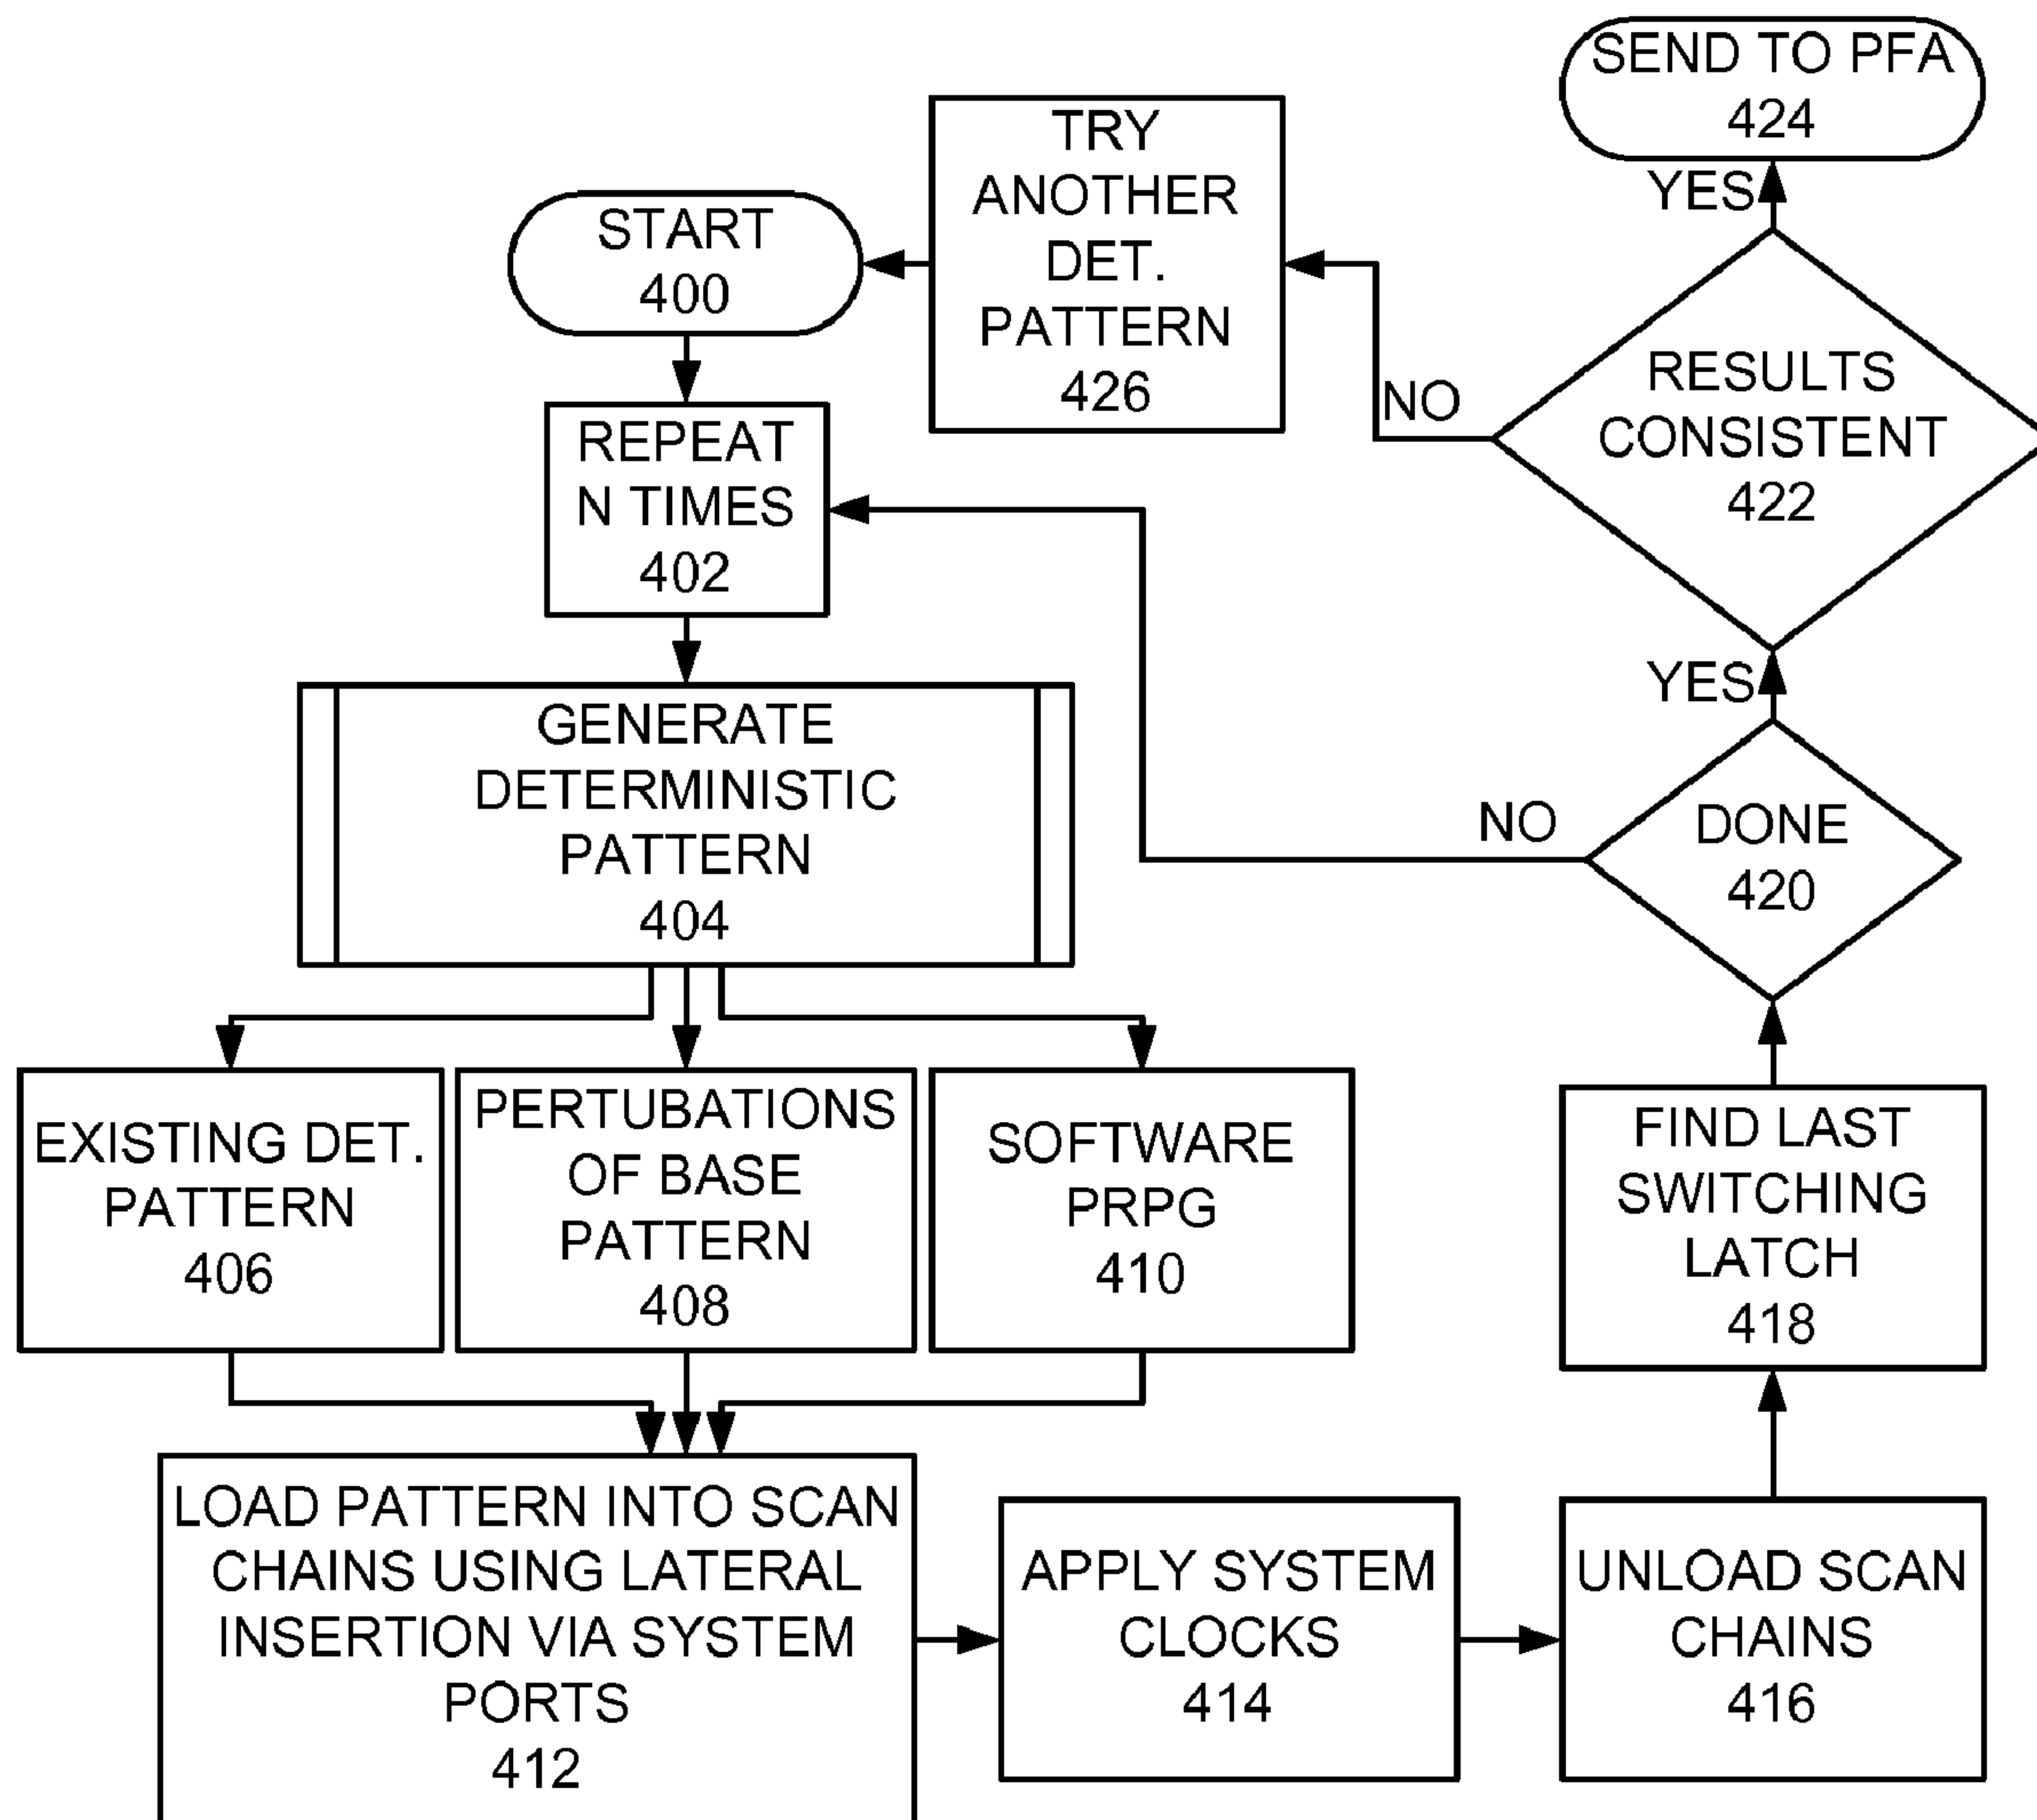 START
400
REPEAT
N TIMES
402
GENERATE
DETERMINISTIC
PATTERN
404
EXISTING DET.
PATTERN
406
PERTUBATIONS
OF BASE
PATTERN
408
SOFTWARE
PRPG
410
LOAD PATTERN INTO SCAN
CHAINS USING LATERAL
INSERTION VIA SYSTEM
PORTS
412
APPLY SYSTEM
CLOCKS
414
UNLOAD SCAN
CHAINS
416
FIND LAST
SWITCHING
LATCH
418
DONE
420
NO
YES
RESULTS
CONSISTENT
422
NO
YES
TRY
ANOTHER
DET.
PATTERN
426
SEND TO PFA
424